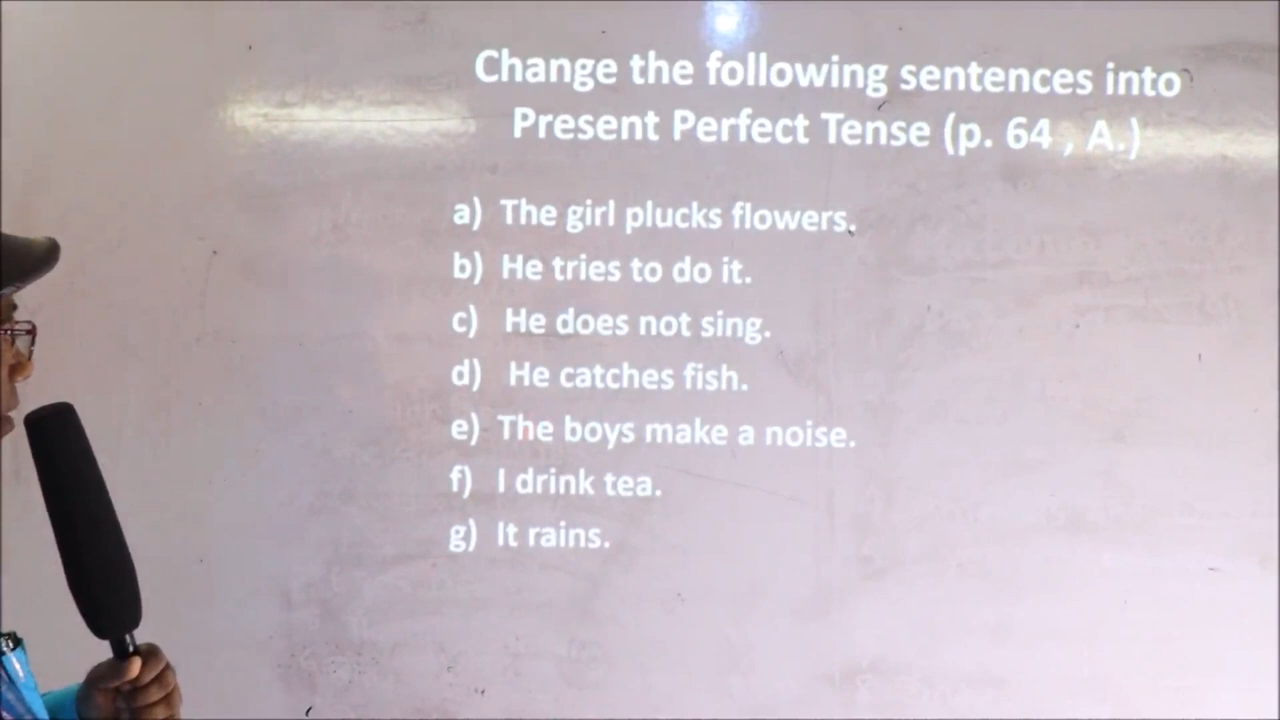 Change the following sentences into
Present Perfect Tense (p. 64 , A.)
a) The girl plucks flowers.
b) He tries to do it.
c) He does not sing.
d) He catches fish.
e) The boys make a noise.
f) I drink tea.
g) It rains.